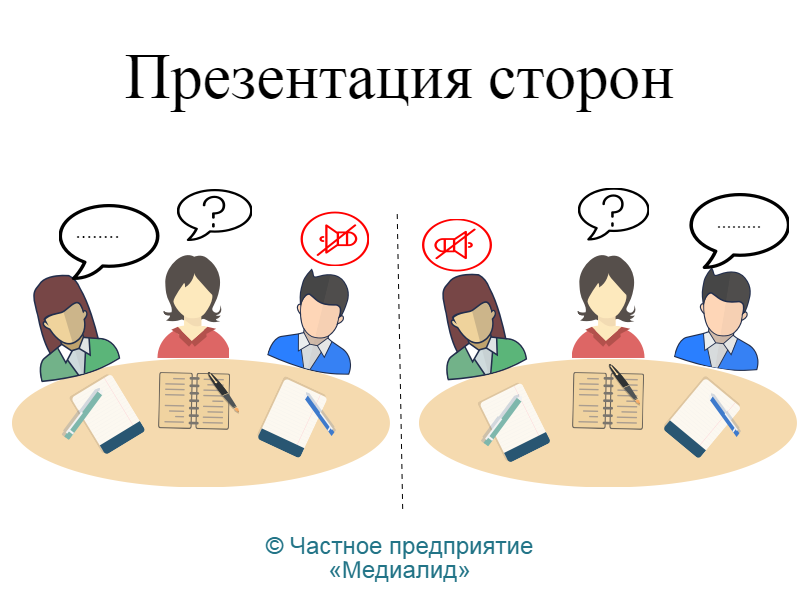 Презентация сторон
........
?
?
.........
© Частное предприятие
«Медиалид»